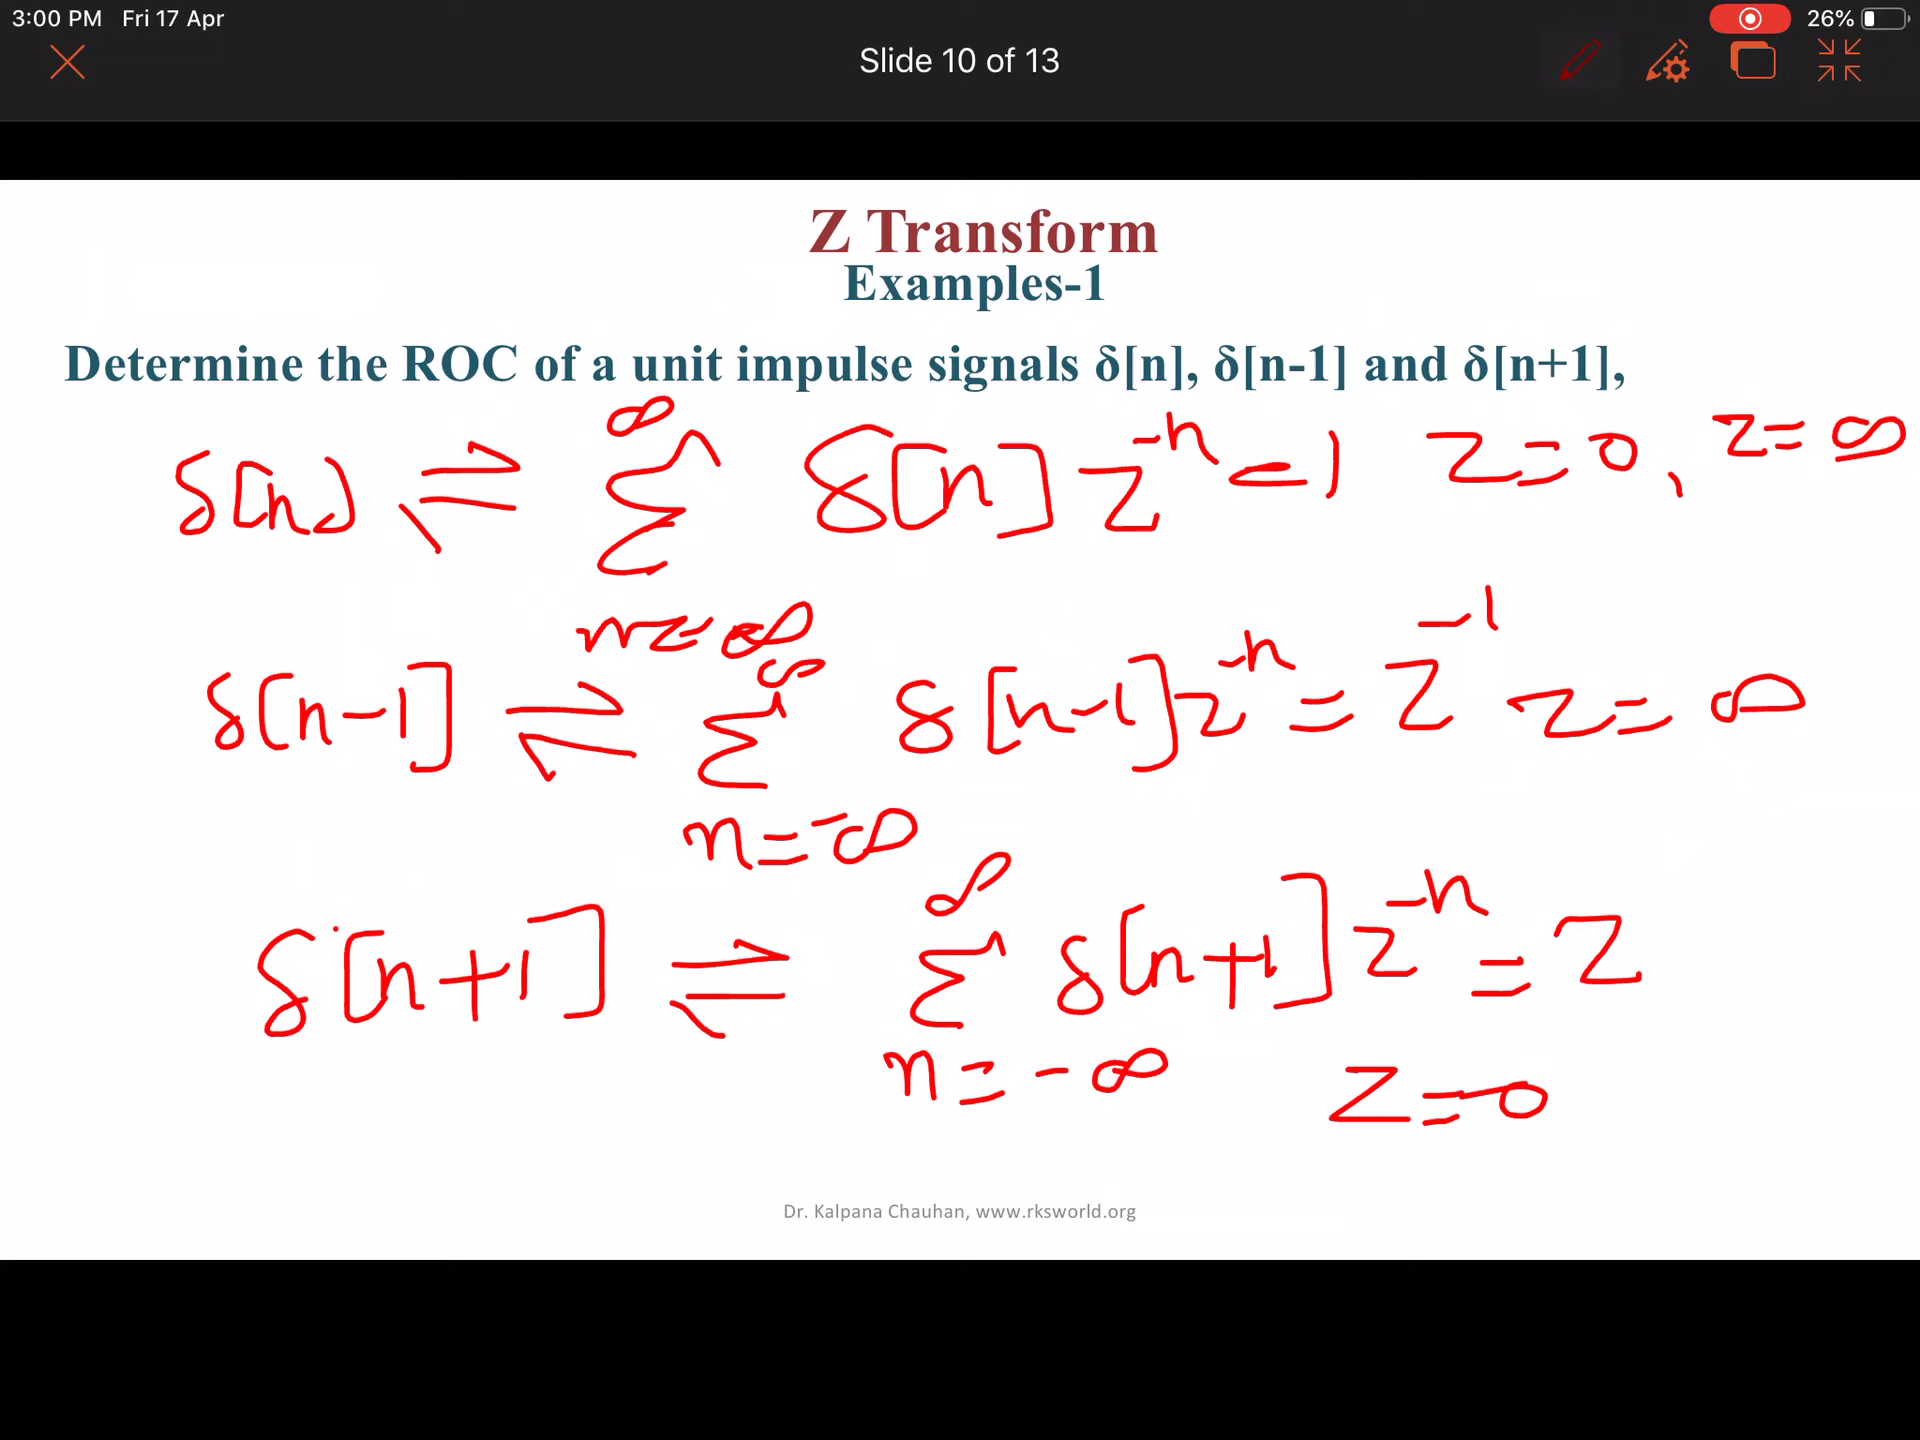 3:00 PM Fri 17 Apr
26%
Slide 10 of 13
Z Transform
Examples-1
Determine the ROC of a unit impulse signals δ[n], δ[n-1] and δ[n+1],
δ[n] ⇌ ∞ Σ n=-∞ δ[n] z^-n = 1 z=0, z=∞
δ[n-1] ⇌ ∞ Σ n=-∞ δ[n-1] z^-n = z^-1 z=∞
δ[n+1] ⇌ ∞ Σ n=-∞ δ[n+1] z^-n = z
z=0
Dr. Kalpana Chauhan, www.rksworld.org